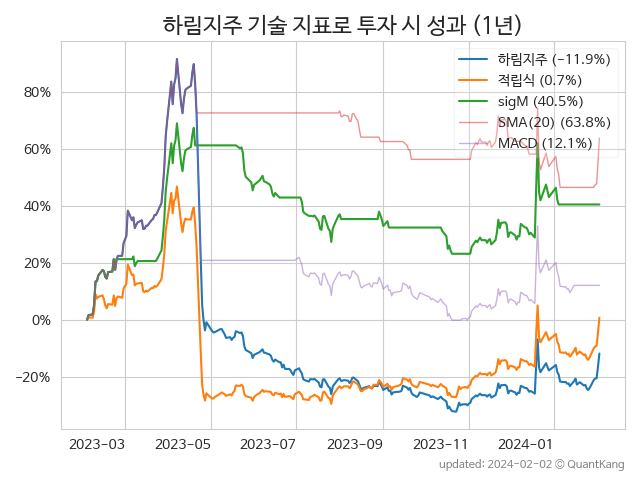 하림지주 기술 지표로 투자 시 성과 (1년)
하림지주 (-11.9%)
적립식 (0.7%)
sigM (40.5%)
SMA(20) (63.8%)
MACD (12.1%)
80%
60%
40%
20%
0%
−20%
2023-03
2023-05
2023-07
2023-09
2023-11
2024-01
updated: 2024-02-02 © QuantKang